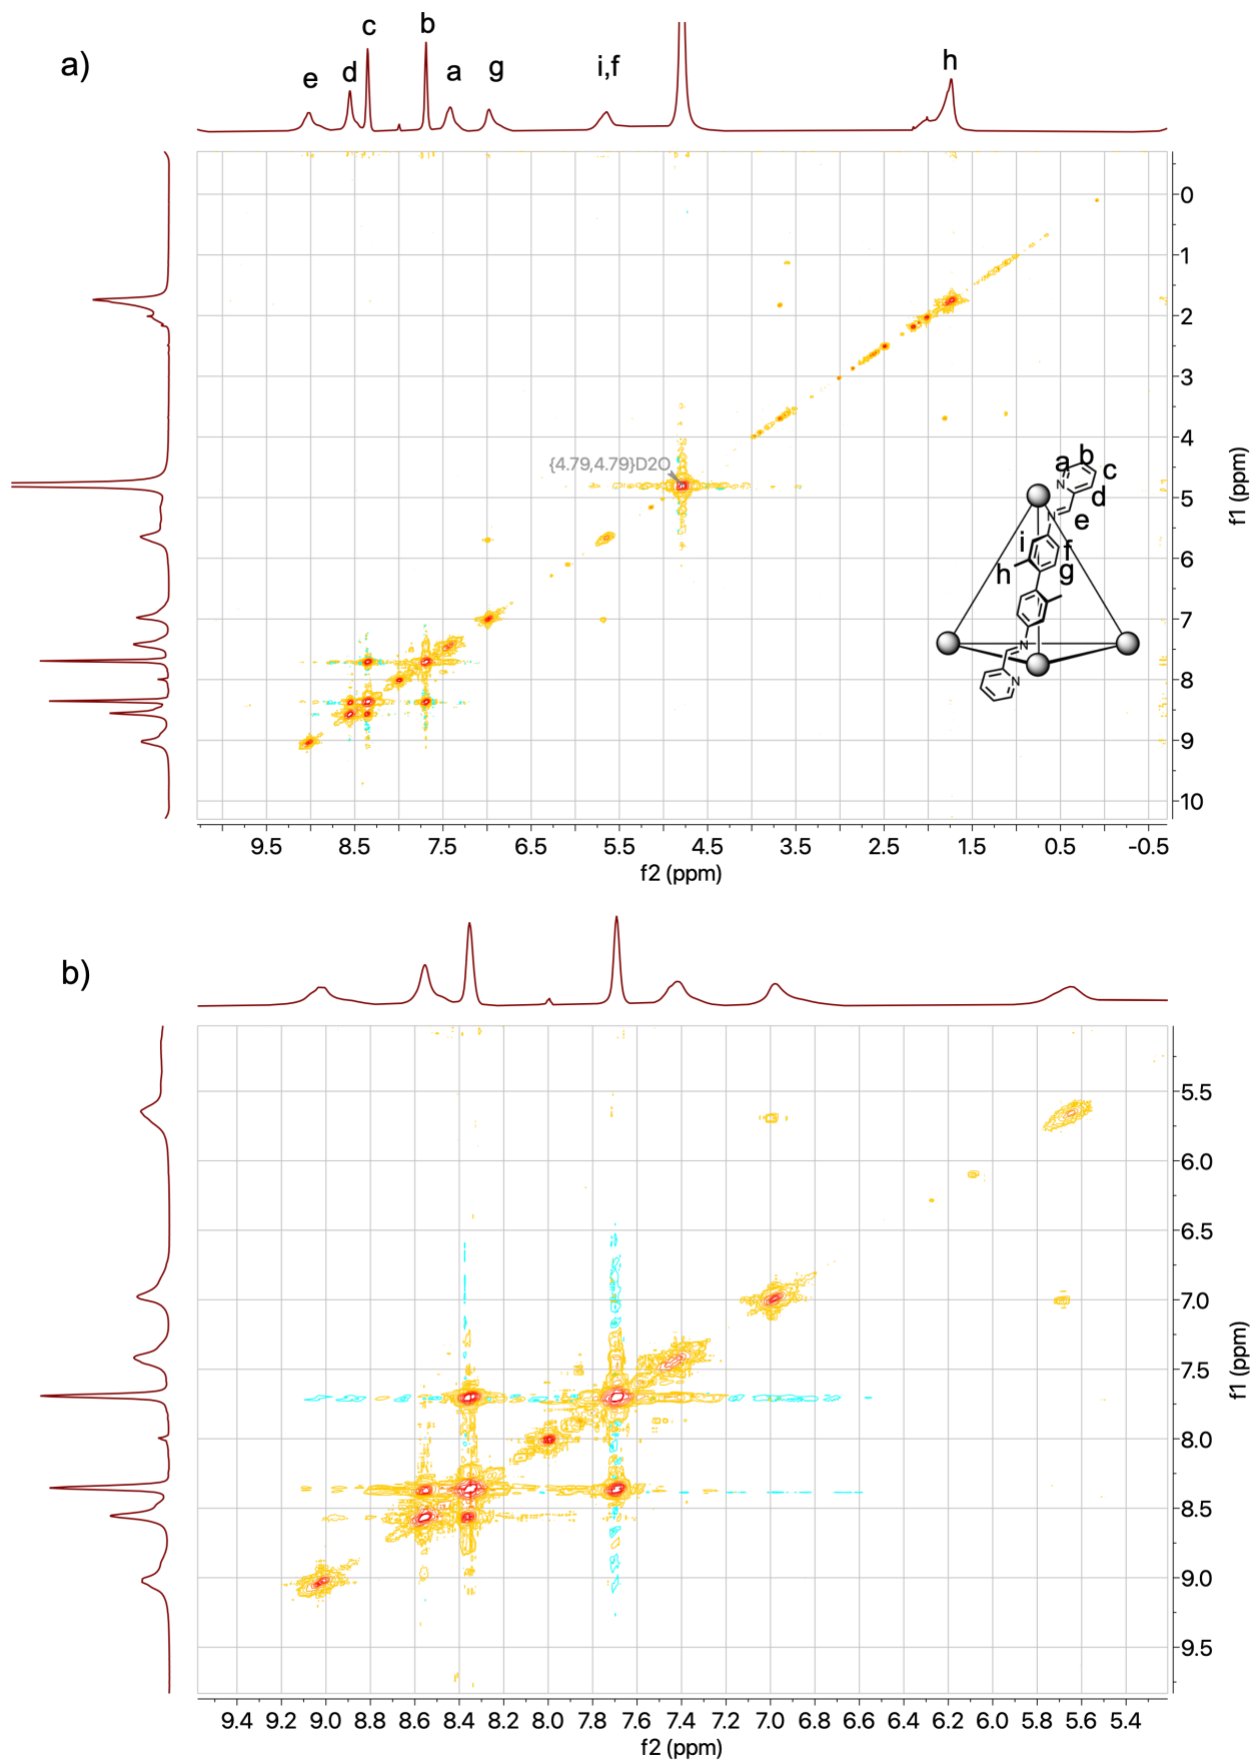 a)
e d c b a g i,f h
0
1
2
3
4
5
6
7
8
9
10
f1 (ppm)
{4.79,4.79}D2O
a b
N c
d
N e
i f
h g
N
N
9.5 8.5 7.5 6.5 5.5 4.5 3.5 2.5 1.5 0.5 -0.5
f2 (ppm)
b)
5.5
6.0
6.5
7.0
7.5
8.0
8.5
9.0
9.5
f1 (ppm)
9.4 9.2 9.0 8.8 8.6 8.4 8.2 8.0 7.8 7.6 7.4 7.2 7.0 6.8 6.6 6.4 6.2 6.0 5.8 5.6 5.4
f2 (ppm)